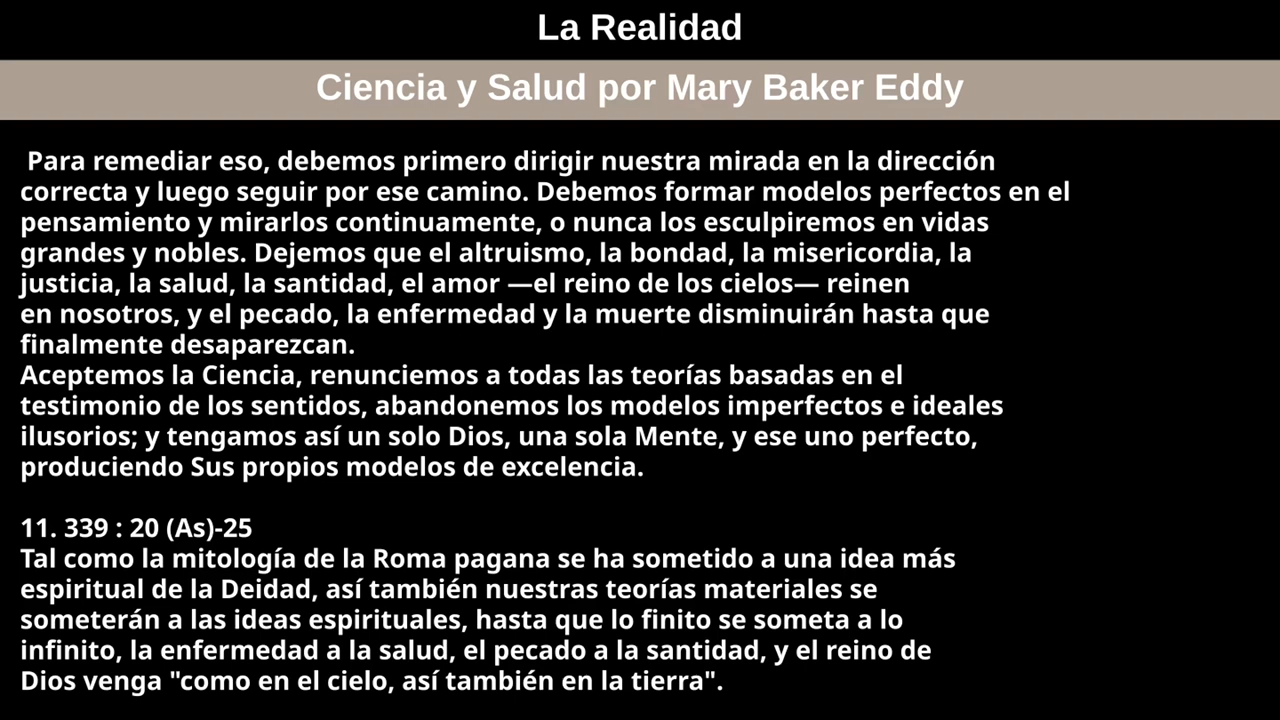 La Realidad
Ciencia y Salud por Mary Baker Eddy
Para remediar eso, debemos primero dirigir nuestra mirada en la dirección
correcta y luego seguir por ese camino. Debemos formar modelos perfectos en el
pensamiento y mirarlos continuamente, o nunca los esculpiremos en vidas
grandes y nobles. Dejemos que el altruismo, la bondad, la misericordia, la
justicia, la salud, la santidad, el amor —el reino de los cielos— reinen
en nosotros, y el pecado, la enfermedad y la muerte disminuirán hasta que
finalmente desaparezcan.
Aceptemos la Ciencia, renunciemos a todas las teorías basadas en el
testimonio de los sentidos, abandonemos los modelos imperfectos e ideales
ilusorios; y tengamos así un solo Dios, una sola Mente, y ese uno perfecto,
produciendo Sus propios modelos de excelencia.
11. 339 : 20 (As)-25
Tal como la mitología de la Roma pagana se ha sometido a una idea más
espiritual de la Deidad, así también nuestras teorías materiales se
someterán a las ideas espirituales, hasta que lo finito se someta a lo
infinito, la enfermedad a la salud, el pecado a la santidad, y el reino de
Dios venga "como en el cielo, así también en la tierra".